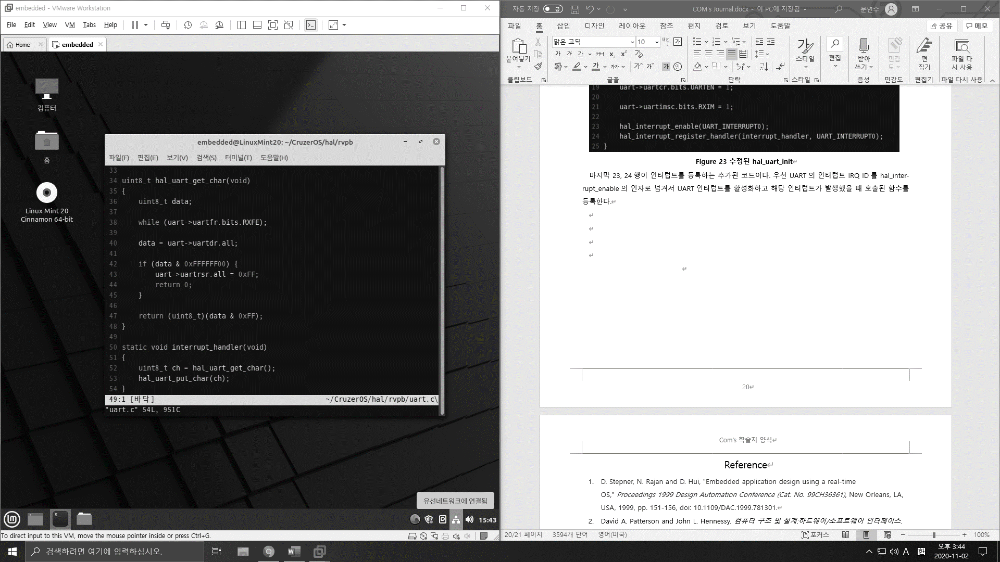 embedded - VMware Workstation
File Edit View VM Tabs Help
Home
embedded
컴퓨터
홈
Linux Mint 20
Cinnamon 64-bit
embedded@LinuxMint20: ~/CruzerOS/hal/rvpb
파일(F) 편집(E) 보기(V) 검색(S) 터미널(T) 도움말(H)
33
34 uint8_t hal_uart_get_char(void)
35 {
36     uint8_t data;
37
38     while (uart->uartfr.bits.RXFE);
39
40     data = uart->uartdr.all;
41
42     if (data & 0xFFFFFF00) {
43         uart->uartrsr.all = 0xFF;
44         return 0;
45     }
46
47     return (uint8_t)(data & 0xFF);
48 }
49
50 static void interrupt_handler(void)
51 {
52     uint8_t ch = hal_uart_get_char();
53     hal_uart_put_char(ch);
54 }
49:1 [바닥] ~/CruzerOS/hal/rvpb/uart.c\
"uart.c" 54L, 951C
유선네트워크에 연결됨
15:43
To direct input to this VM, move the mouse pointer inside or press Ctrl+G.
자동 저장 끔 COM's Journal.docx - 이 PC에 저장됨 문연수
파일 홈 삽입 디자인 레이아웃 참조 편지 검토 보기 도움말 공유 메모
붙여넣기
클립보드
맑은 고딕 10
글꼴
단락
스타일
스타일
편집
받아쓰기
음성
민감도
민감도
편집기
편집기
파일 다시 사용
파일 다시 사용
19 uart->uartcr.bits.UARTEN = 1;
20
21 uart->uartimsc.bits.RXIM = 1;
22
23 hal_interrupt_enable(UART_INTERRUPT0);
24 hal_interrupt_register_handler(interrupt_handler, UART_INTERRUPT0);
25 }
Figure 23 수정된 hal_uart_init
마지막 23, 24 행이 인터럽트를 등록하는 추가된 코드이다. 우선 UART 의 인터럽트 IRQ ID 를 hal_inter-
rupt_enable 의 인자로 넘겨서 UART 인터럽트를 활성화하고 해당 인터럽트가 발생했을 때 호출된 함수를
등록한다.
20
Com's 학술지 양식
Reference
1. D. Stepner, N. Rajan and D. Hui, "Embedded application design using a real-time
OS," Proceedings 1999 Design Automation Conference (Cat. No. 99CH36361), New Orleans, LA,
USA, 1999, pp. 151-156, doi: 10.1109/DAC.1999.781301.
2. David A. Patterson and John L. Hennessy. 컴퓨터 구조 및 설계:하드웨어/소프트웨어 인터페이스.
20/21 페이지 3594개 단어 영어(미국) 포커스 100%
검색하려면 여기에 입력하십시오.
A 한 오후 3:44
2020-11-02